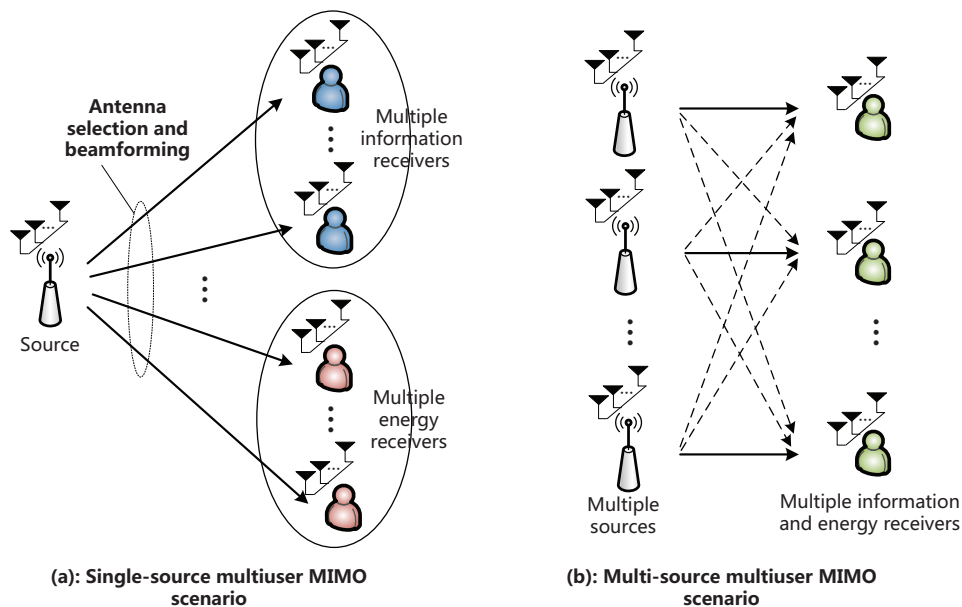 Antenna
selection and
beamforming
Multiple
information
receivers
Source
Multiple
energy
receivers
(a): Single-source multiuser MIMO
scenario
Multiple
sources
Multiple information
and energy receivers
(b): Multi-source multiuser MIMO
scenario